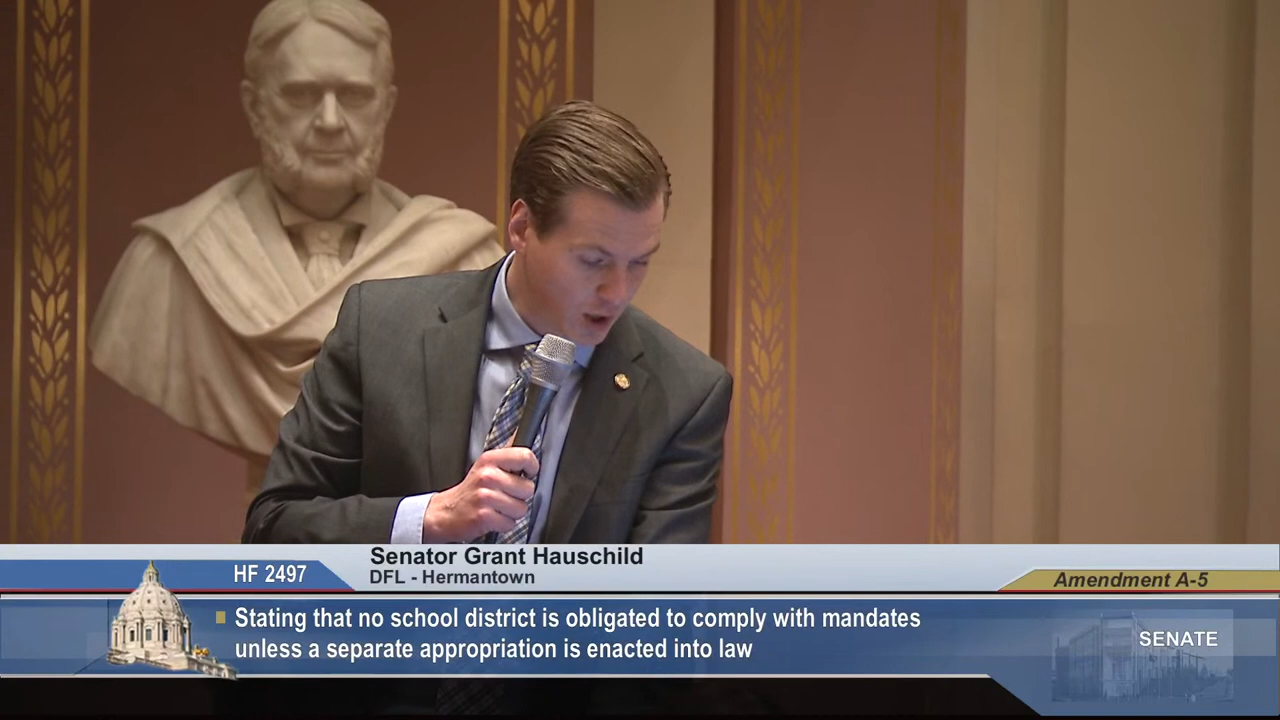 Senator Grant Hauschild
HF 2497
DFL - Hermantown
Amendment A-5
Stating that no school district is obligated to comply with mandates
unless a separate appropriation is enacted into law
SENATE